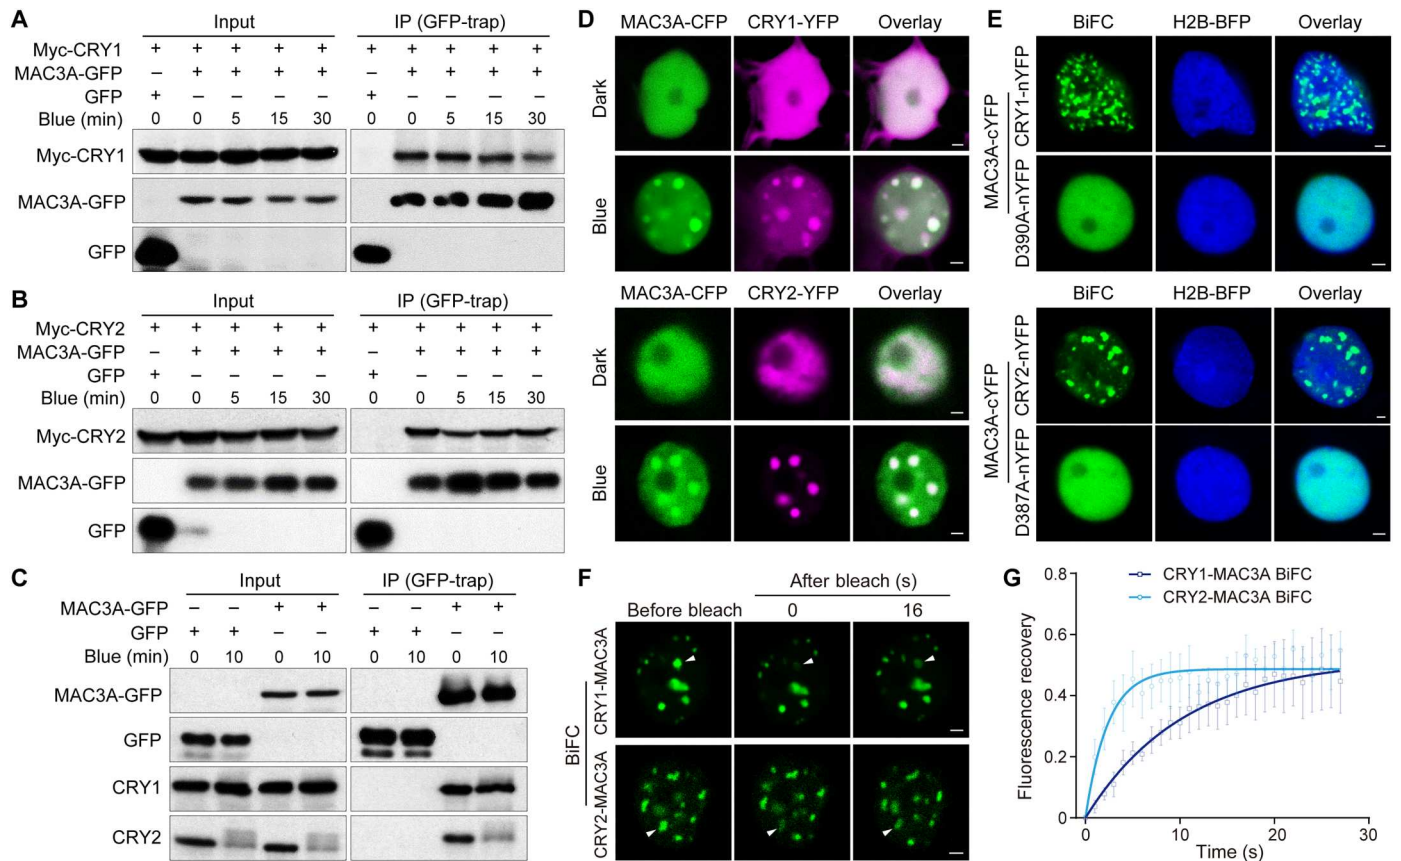 A
Input IP (GFP-trap)
Myc-CRY1 + + + + + + + + + +
MAC3A-GFP – + + + + – + + + +
GFP + – – – – + – – – –
Blue (min) 0 0 5 15 30 0 0 5 15 30
Myc-CRY1
MAC3A-GFP
GFP
B
Input IP (GFP-trap)
Myc-CRY2 + + + + + + + + + +
MAC3A-GFP – + + + + – + + + +
GFP + – – – – + – – – –
Blue (min) 0 0 5 15 30 0 0 5 15 30
Myc-CRY2
MAC3A-GFP
GFP
C
Input IP (GFP-trap)
MAC3A-GFP – – + + – – + +
GFP + + – – + + – –
Blue (min) 0 10 0 10 0 10 0 10
MAC3A-GFP
GFP
CRY1
CRY2
D
MAC3A-CFP CRY1-YFP Overlay
Dark
Blue
MAC3A-CFP CRY2-YFP Overlay
Dark
Blue
E
BiFC H2B-BFP Overlay
MAC3A-cYFP
CRY1-nYFP
D390A-nYFP
BiFC H2B-BFP Overlay
MAC3A-cYFP
CRY2-nYFP
D387A-nYFP
F
After bleach (s)
Before bleach 0 16
BiFC
CRY1-MAC3A
CRY2-MAC3A
G
CRY1-MAC3A BiFC
CRY2-MAC3A BiFC
Fluorescence recovery
0.8
0.6
0.4
0.2
0
0 10 20 30
Time (s)